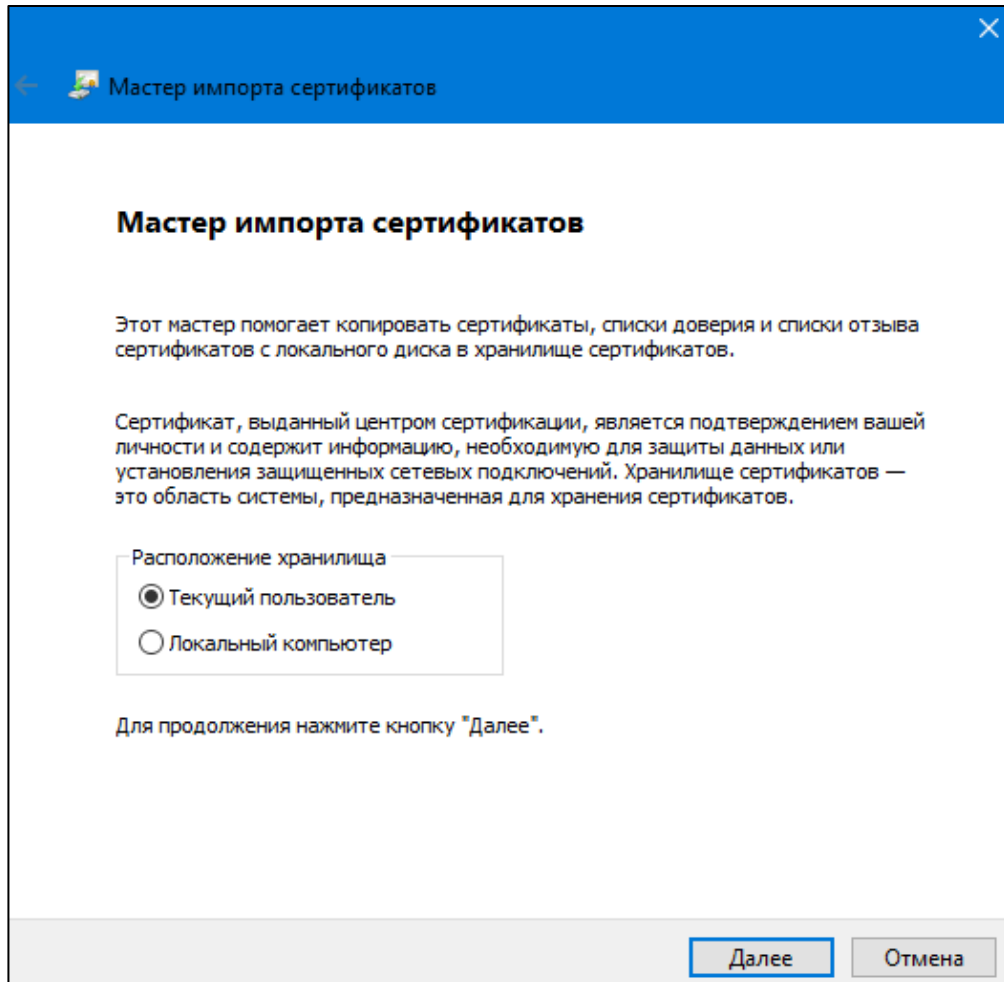 Мастер импорта сертификатов
Мастер импорта сертификатов
Этот мастер помогает копировать сертификаты, списки доверия и списки отзыва
сертификатов с локального диска в хранилище сертификатов.
Сертификат, выданный центром сертификации, является подтверждением вашей
личности и содержит информацию, необходимую для защиты данных или
установления защищенных сетевых подключений. Хранилище сертификатов —
это область системы, предназначенная для хранения сертификатов.
Расположение хранилища
Текущий пользователь
Локальный компьютер
Для продолжения нажмите кнопку "Далее".
Далее
Отмена